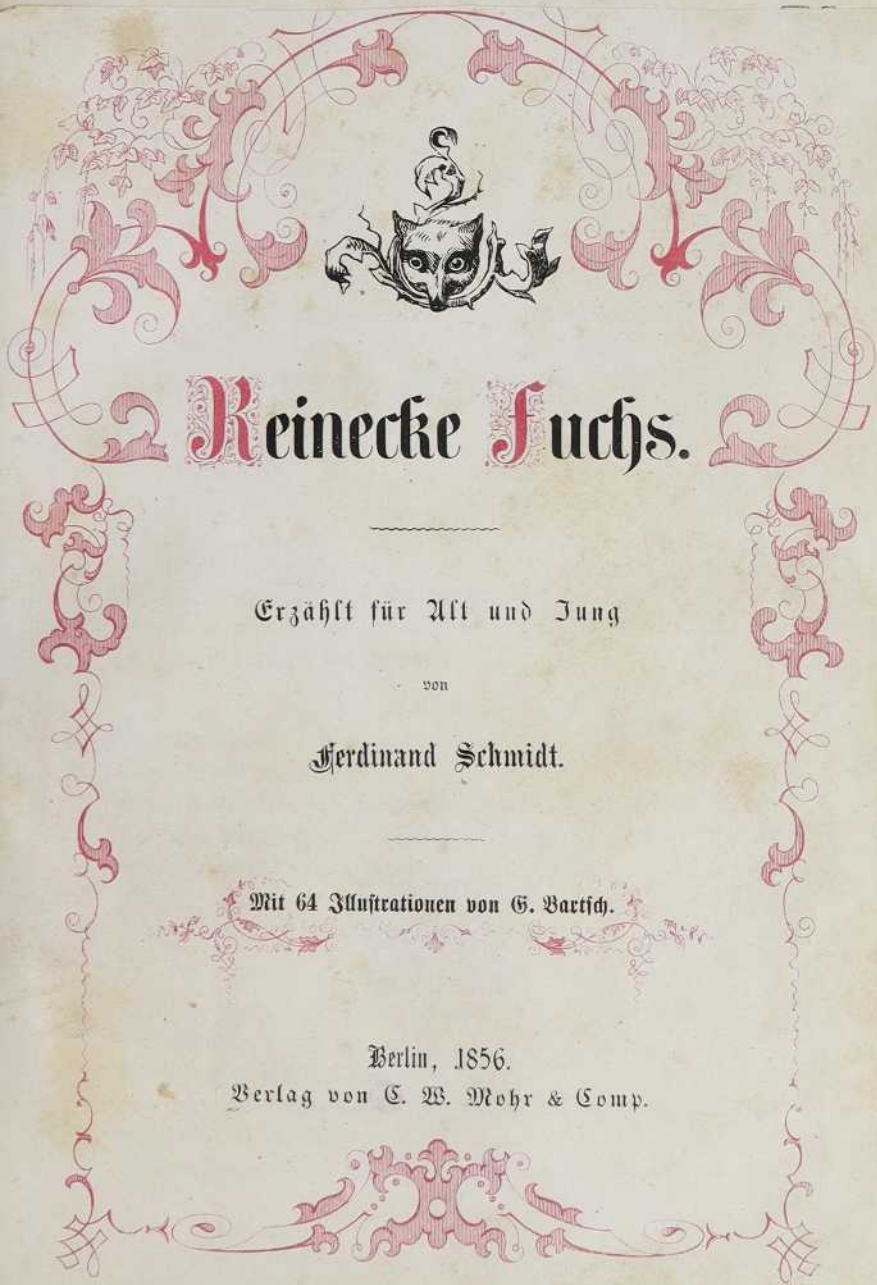 Reinecke Fuchs.
Erzählt für Alt und Jung
von
Ferdinand Schmidt.
Mit 64 Illustrationen von G. Bartsch.
Berlin, 1856.
Verlag von C. W. Mohr & Comp.